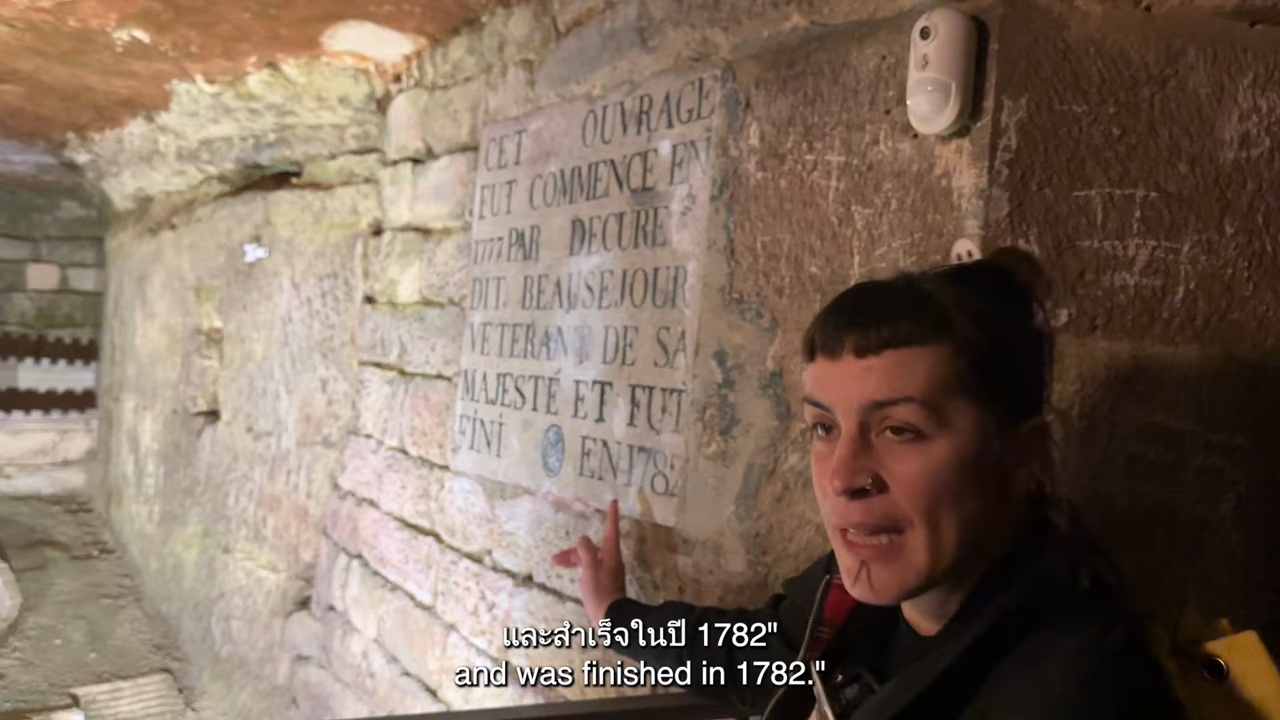 CET OUVRAGE
FUT COMMENCE EN
1777 PAR DECURE
DIT. BEAUSEJOUR
VETERANT DE SA
MAJESTÉ ET FUT
FINI EN 1782
และสำเร็จในปี 1782"
and was finished in 1782."